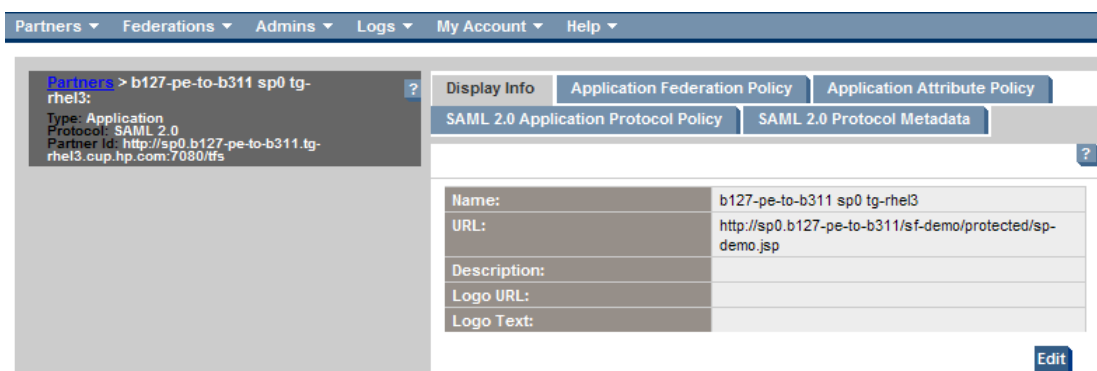 Partners ▼ Federations ▼ Admins ▼ Logs ▼ My Account ▼ Help ▼
Partners > b127-pe-to-b311 sp0 tg-
rhel3:
?
Type: Application
Protocol: SAML 2.0
Partner Id: http://sp0.b127-pe-to-b311.tg-
rhel3.cup.hp.com:7080/tfs
Display Info Application Federation Policy Application Attribute Policy
SAML 2.0 Application Protocol Policy SAML 2.0 Protocol Metadata
?
Name: b127-pe-to-b311 sp0 tg-rhel3
URL: http://sp0.b127-pe-to-b311/sf-demo/protected/sp-
demo.jsp
Description:
Logo URL:
Logo Text:
Edit